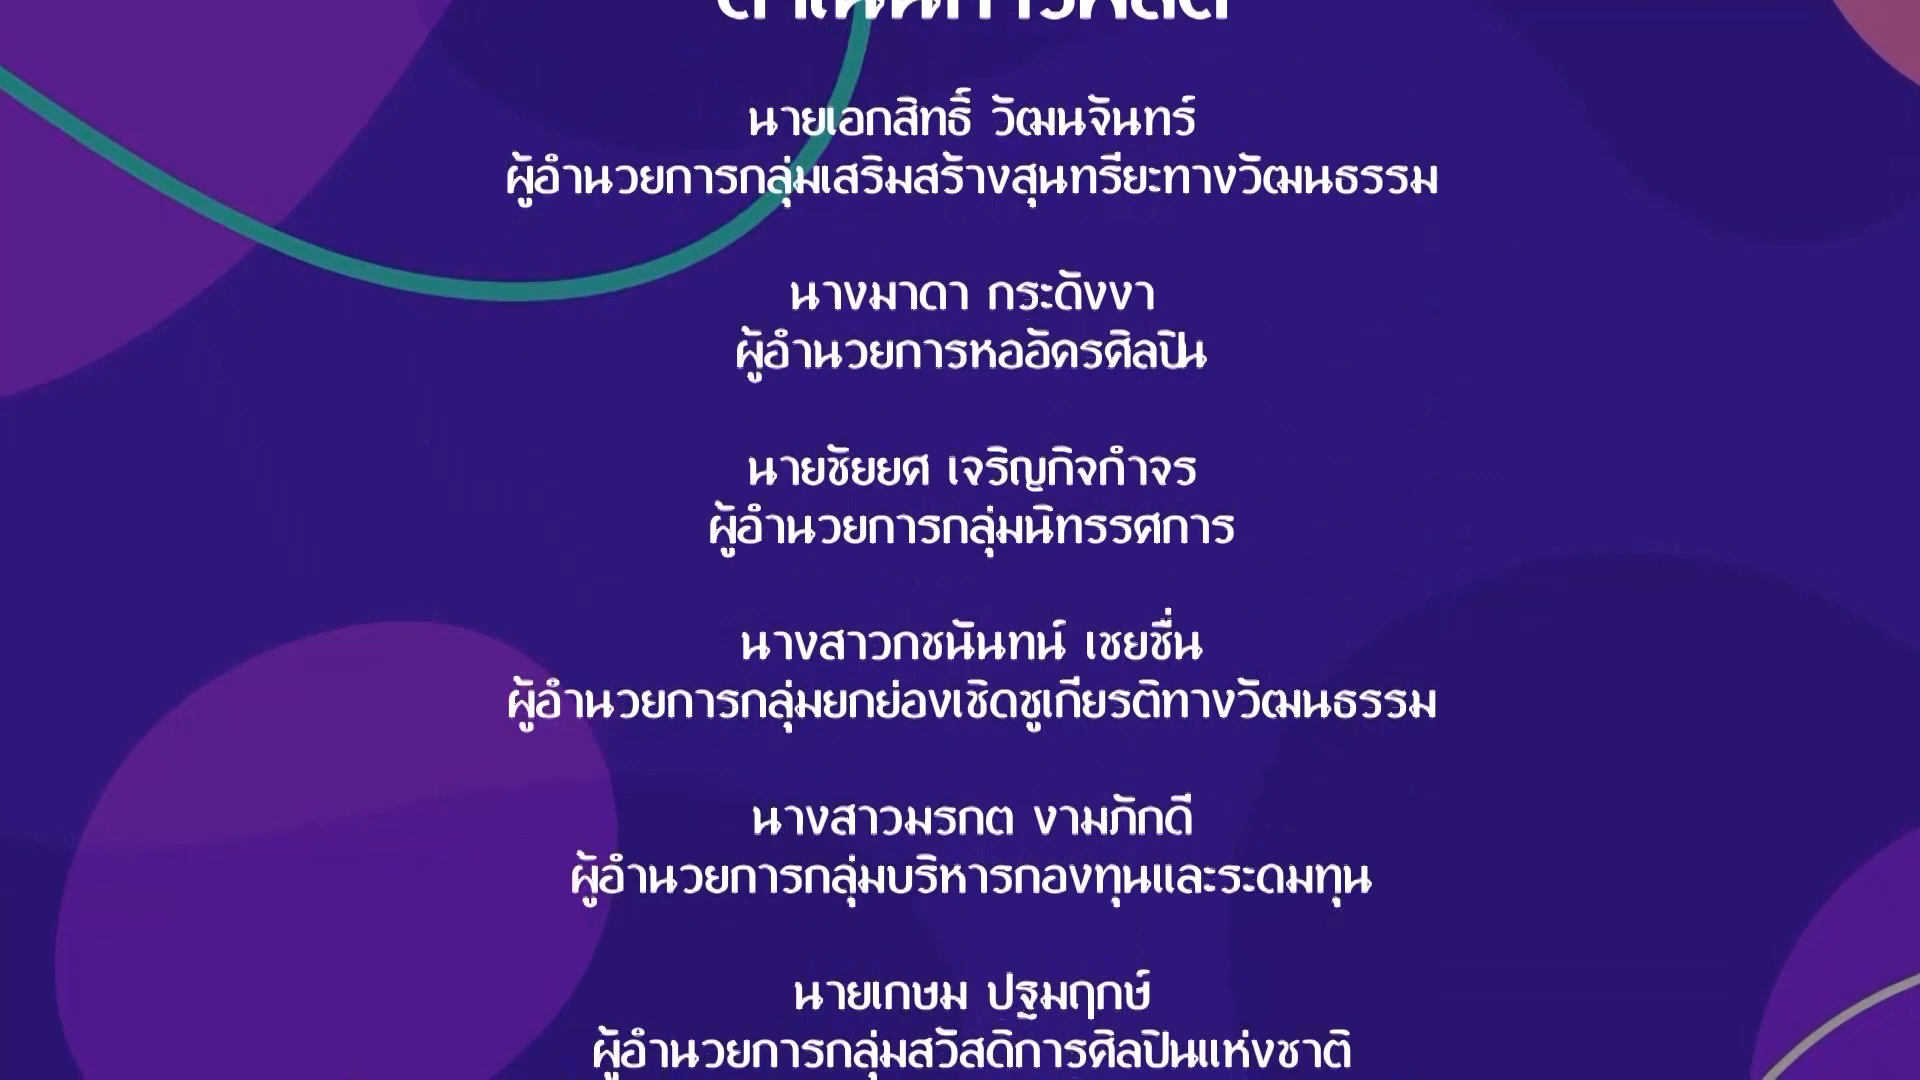 ดำเนินการผลิต
นายเอกสิทธิ์ วัฒนจันทร์
ผู้อำนวยการกลุ่มเสริมสร้างสุนทรียะทางวัฒนธรรม
นางมาดา กระดังงา
ผู้อำนวยการหออัครศิลปิน
นายชัยยศ เจริญกิจกำจร
ผู้อำนวยการกลุ่มนิทรรศการ
นางสาวกชนันทน์ เชยชื่น
ผู้อำนวยการกลุ่มยกย่องเชิดชูเกียรติทางวัฒนธรรม
นางสาวมรกต งามภักดี
ผู้อำนวยการกลุ่มบริหารกองทุนและระดมทุน
นายเกษม ปฐมฤกษ์
ผู้อำนวยการกลุ่มสวัสดิการศิลปินแห่งชาติ